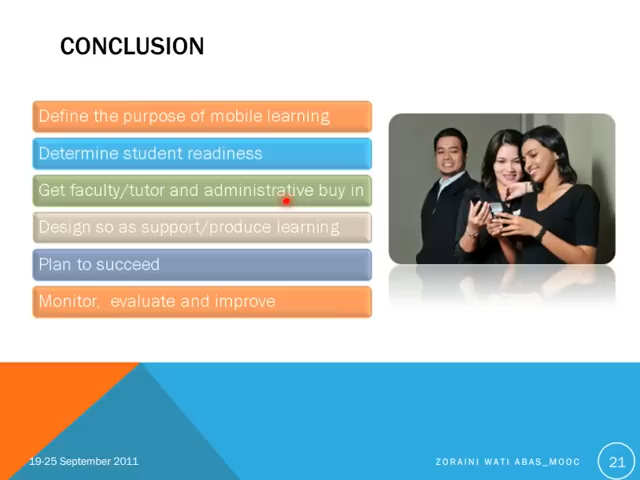 CONCLUSION
Define the purpose of mobile learning
Determine student readiness
Get faculty/tutor and administrative buy in
Design so as support/produce learning
Plan to succeed
Monitor,  evaluate and improve
19-25 September 2011
ZORAINI WATI ABAS_MOOC
21